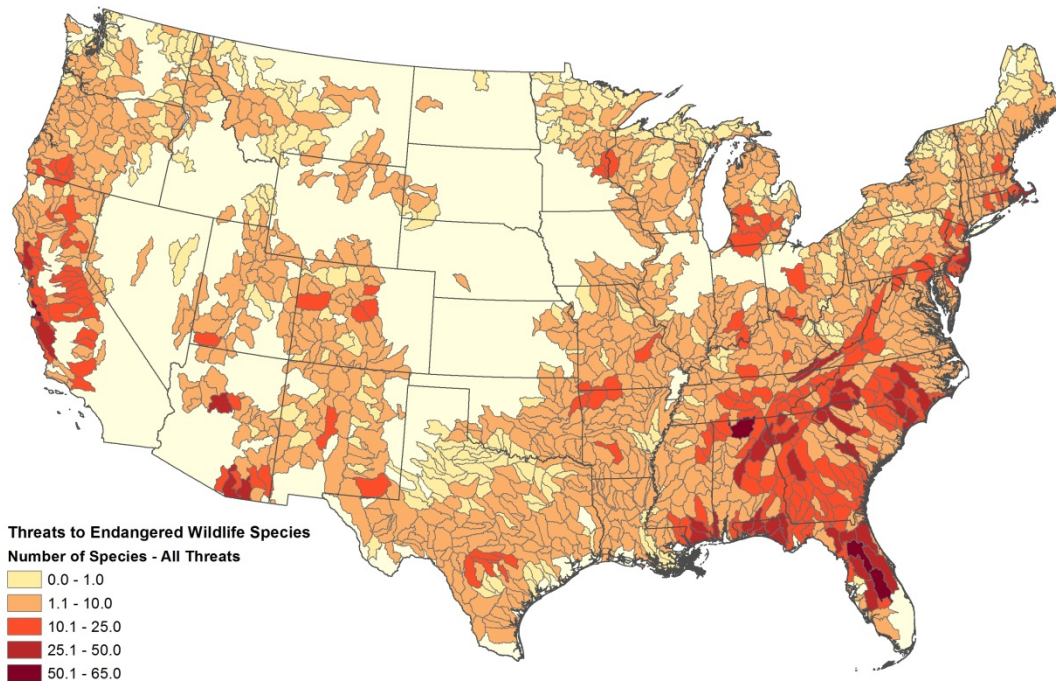 Threats to Endangered Wildlife Species
Number of Species - All Threats
0.0 - 1.0
1.1 - 10.0
10.1 - 25.0
25.1 - 50.0
50.1 - 65.0